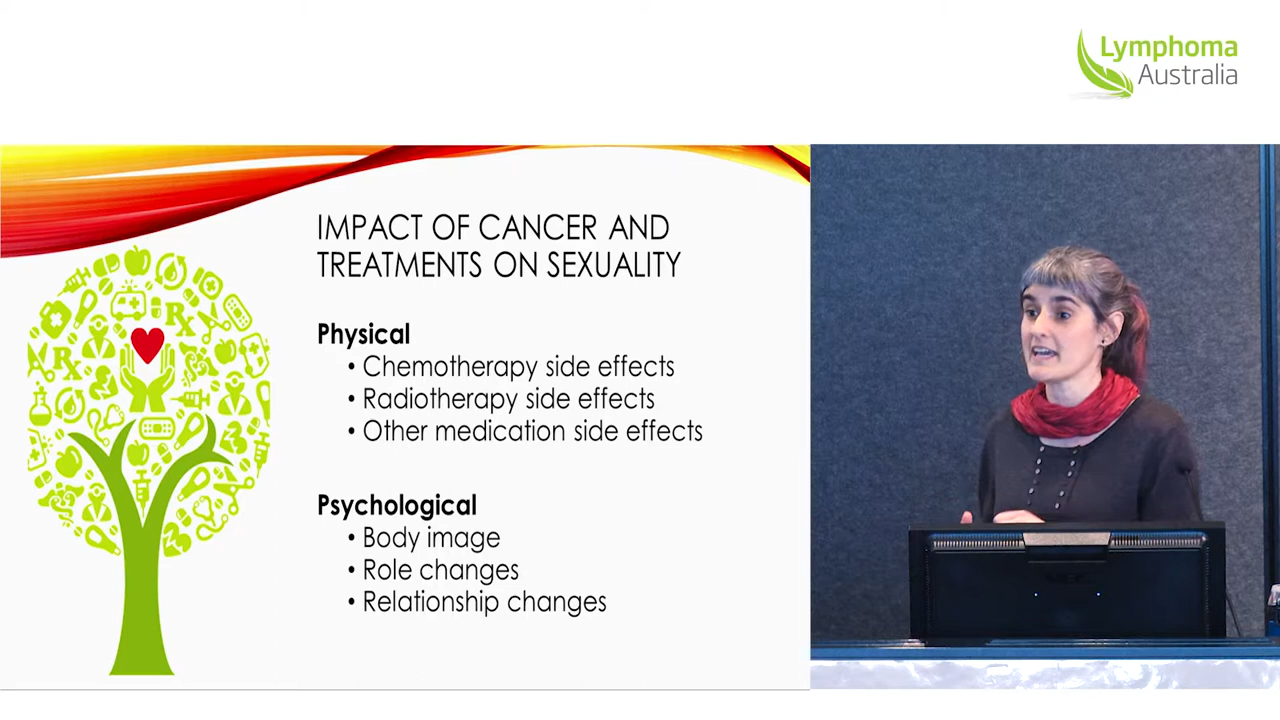 Lymphoma
Australia
IMPACT OF CANCER AND
TREATMENTS ON SEXUALITY
Physical
• Chemotherapy side effects
• Radiotherapy side effects
• Other medication side effects
Psychological
• Body image
• Role changes
• Relationship changes